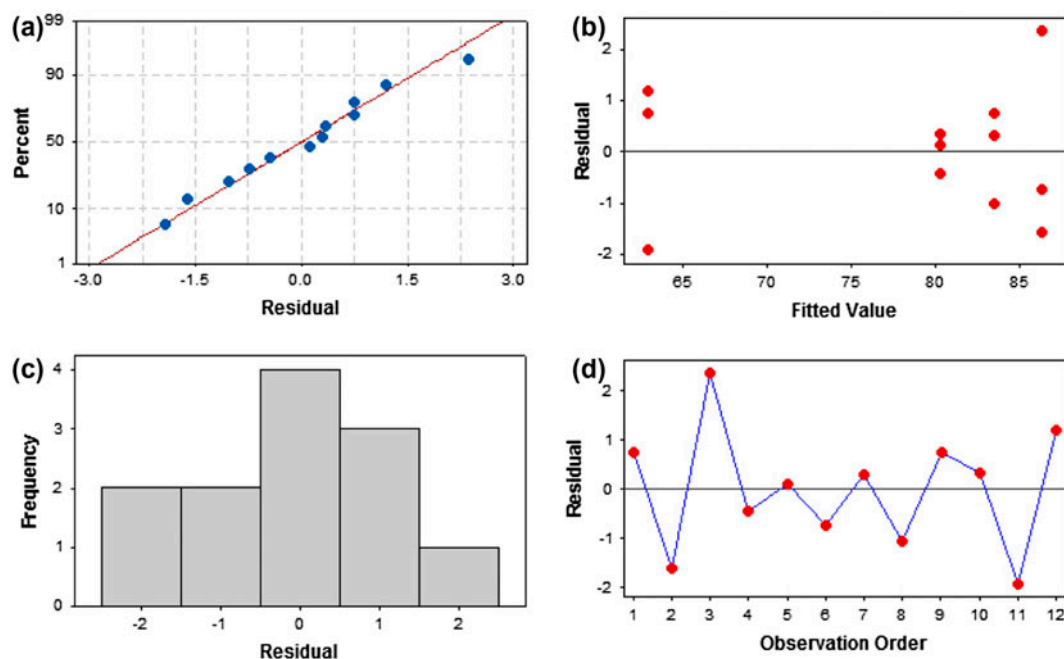 (a)
Percent
99
90
50
10
1
-3.0 -1.5 0.0 1.5 3.0
Residual
(b)
Residual
2
1
0
-1
-2
65 70 75 80 85
Fitted Value
(c)
Frequency
4
3
2
1
0
-2 -1 0 1 2
Residual
(d)
Residual
2
1
0
-1
-2
1 2 3 4 5 6 7 8 9 10 11 12
Observation Order